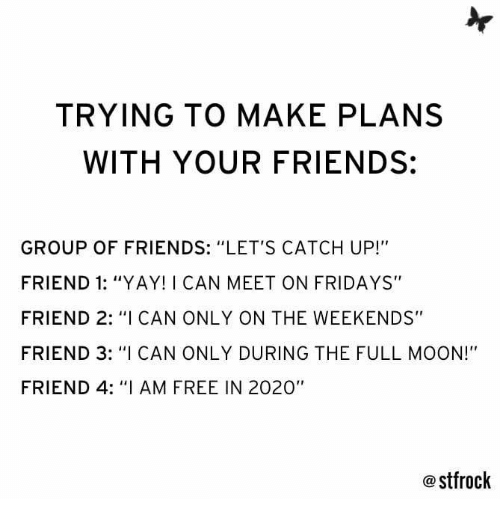 TRYING TO MAKE PLANS
WITH YOUR FRIENDS:
GROUP OF FRIENDS: "LET'S CATCH UP!"
FRIEND 1: "YAY! I CAN MEET ON FRIDAYS"
FRIEND 2: "I CAN ONLY ON THE WEEKENDS"
FRIEND 3: "I CAN ONLY DURING THE FULL MOON!"
FRIEND 4: "I AM FREE IN 2020"
@stfrock